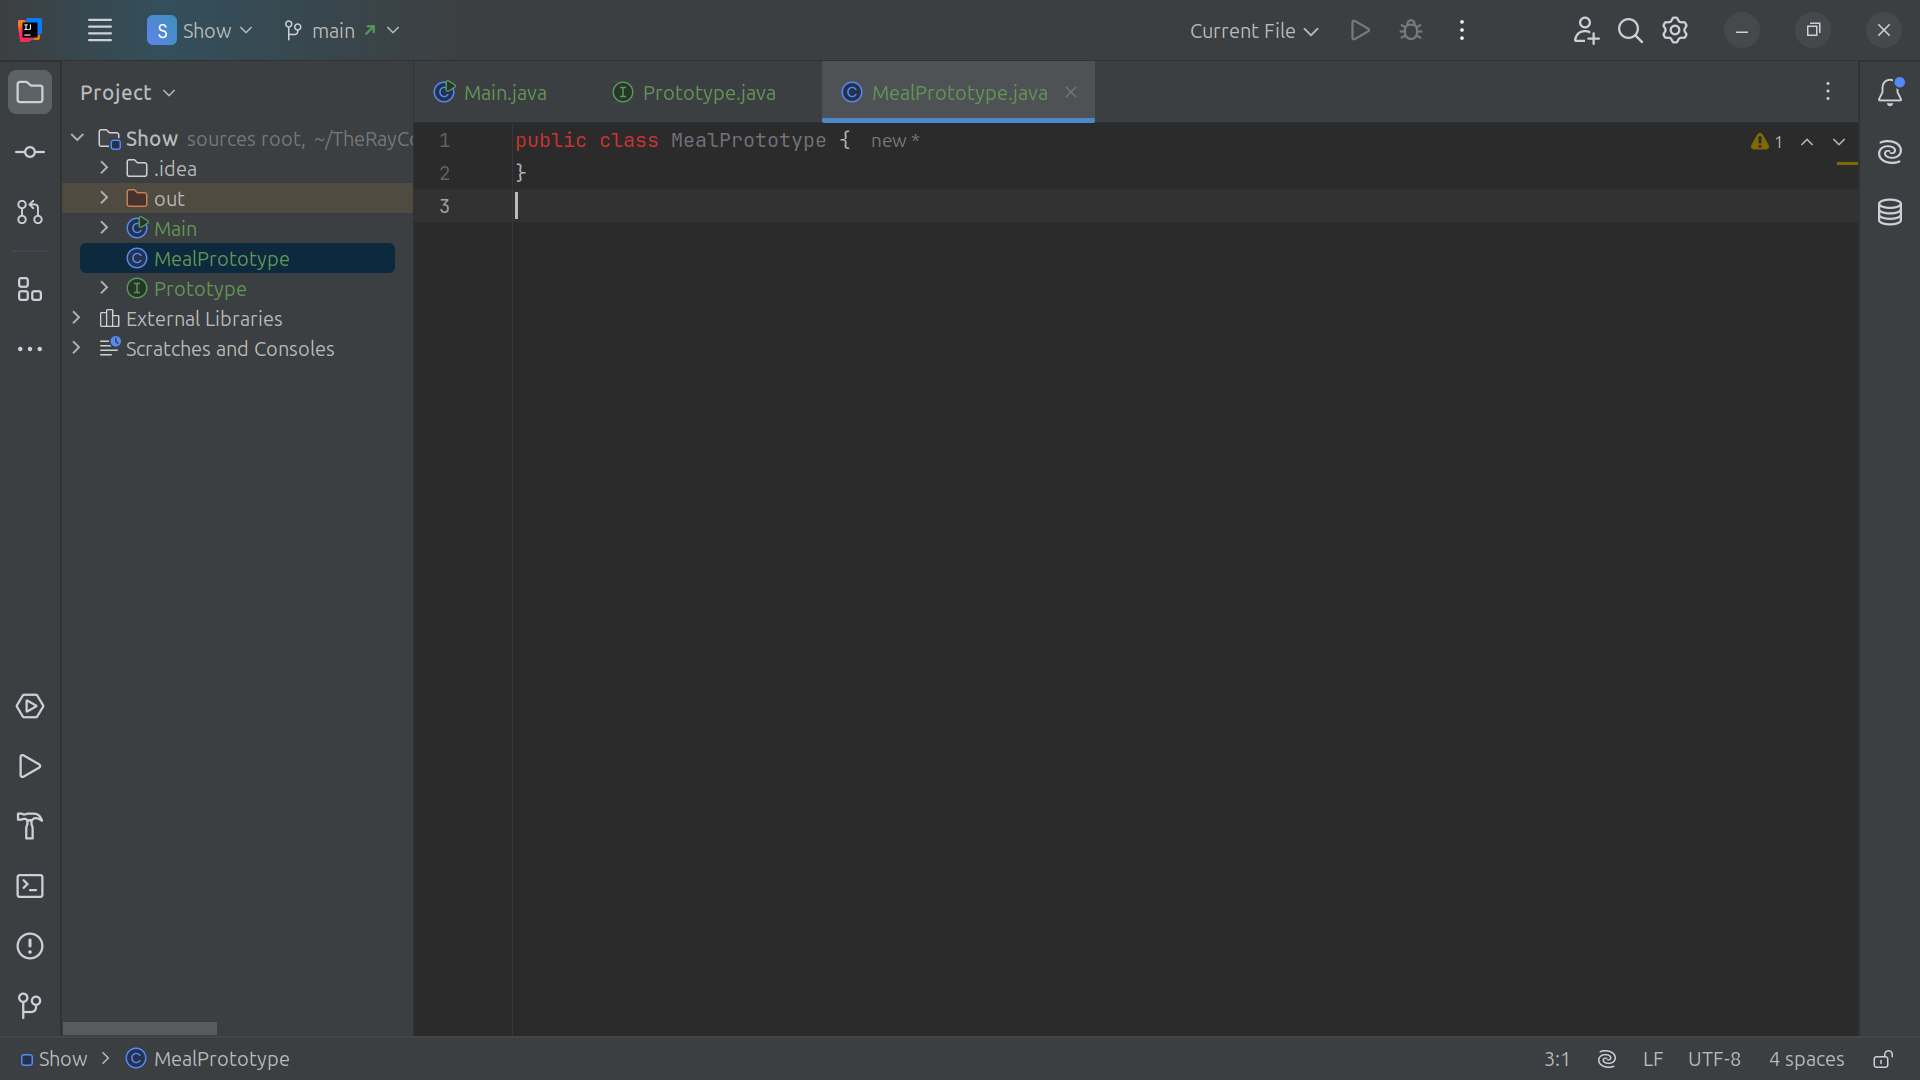 S Show main Current File
Project
Main.java Prototype.java MealPrototype.java
Show sources root, ~/TheRayCo
.idea
out
Main
MealPrototype
Prototype
External Libraries
Scratches and Consoles
1 public class MealPrototype { new *
2 }
3
1
Show MealPrototype
3:1 LF UTF-8 4 spaces